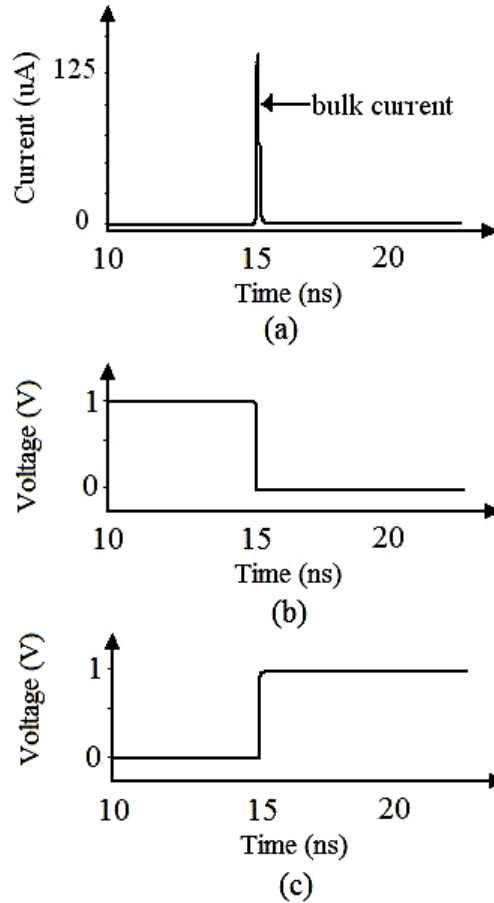 Current (uA)
125
0
bulk current
10 15 20
Time (ns)
(a)
Voltage (V)
1
0
10 15 20
Time (ns)
(b)
Voltage (V)
1
0
10 15 20
Time (ns)
(c)